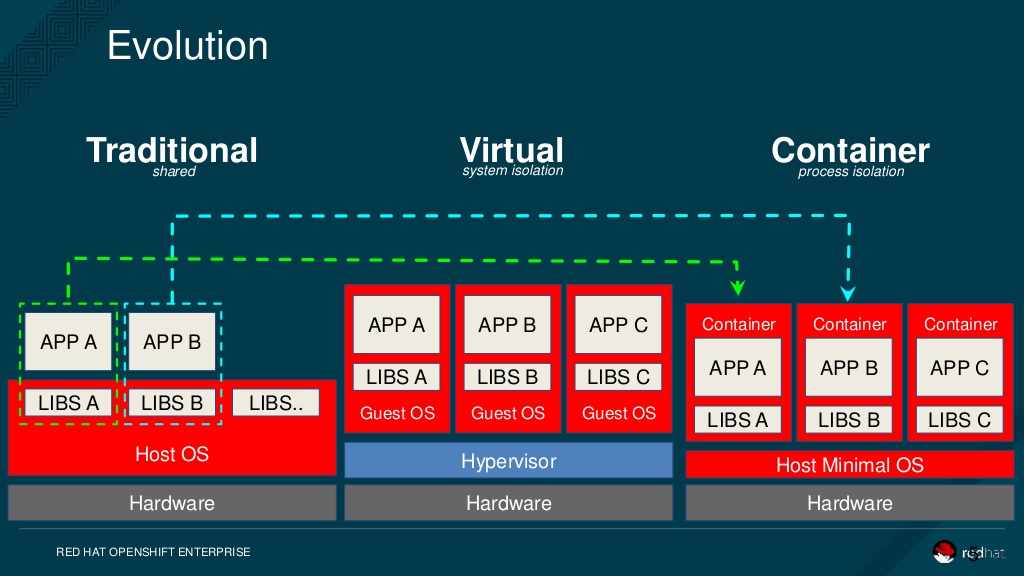 Evolution
Traditional
shared
Virtual
system isolation
Container
process isolation
APP A
APP B
LIBS A
LIBS B
LIBS..
Host OS
Hardware
APP A
APP B
APP C
LIBS A
LIBS B
LIBS C
Guest OS
Guest OS
Guest OS
Hypervisor
Hardware
Container
Container
Container
APP A
APP B
APP C
LIBS A
LIBS B
LIBS C
Host Minimal OS
Hardware
RED HAT OPENSHIFT ENTERPRISE
redhat